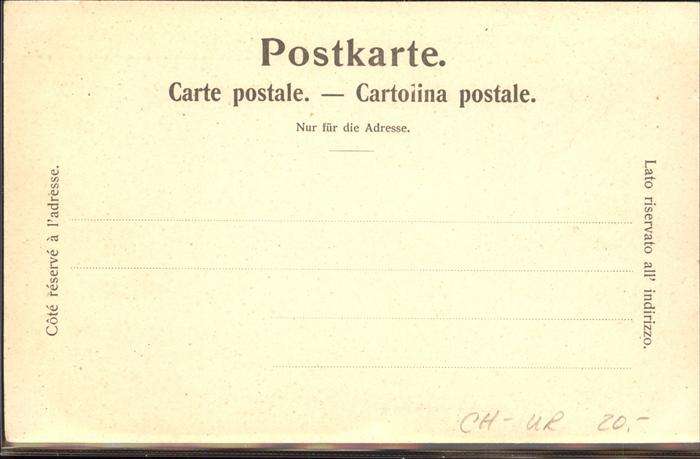 Postkarte.
Carte postale. — Cartolina postale.
Nur für die Adresse.
Côté réservé à l'adresse.
Lato riservato all' indirizzo.
CH-UR 20,-